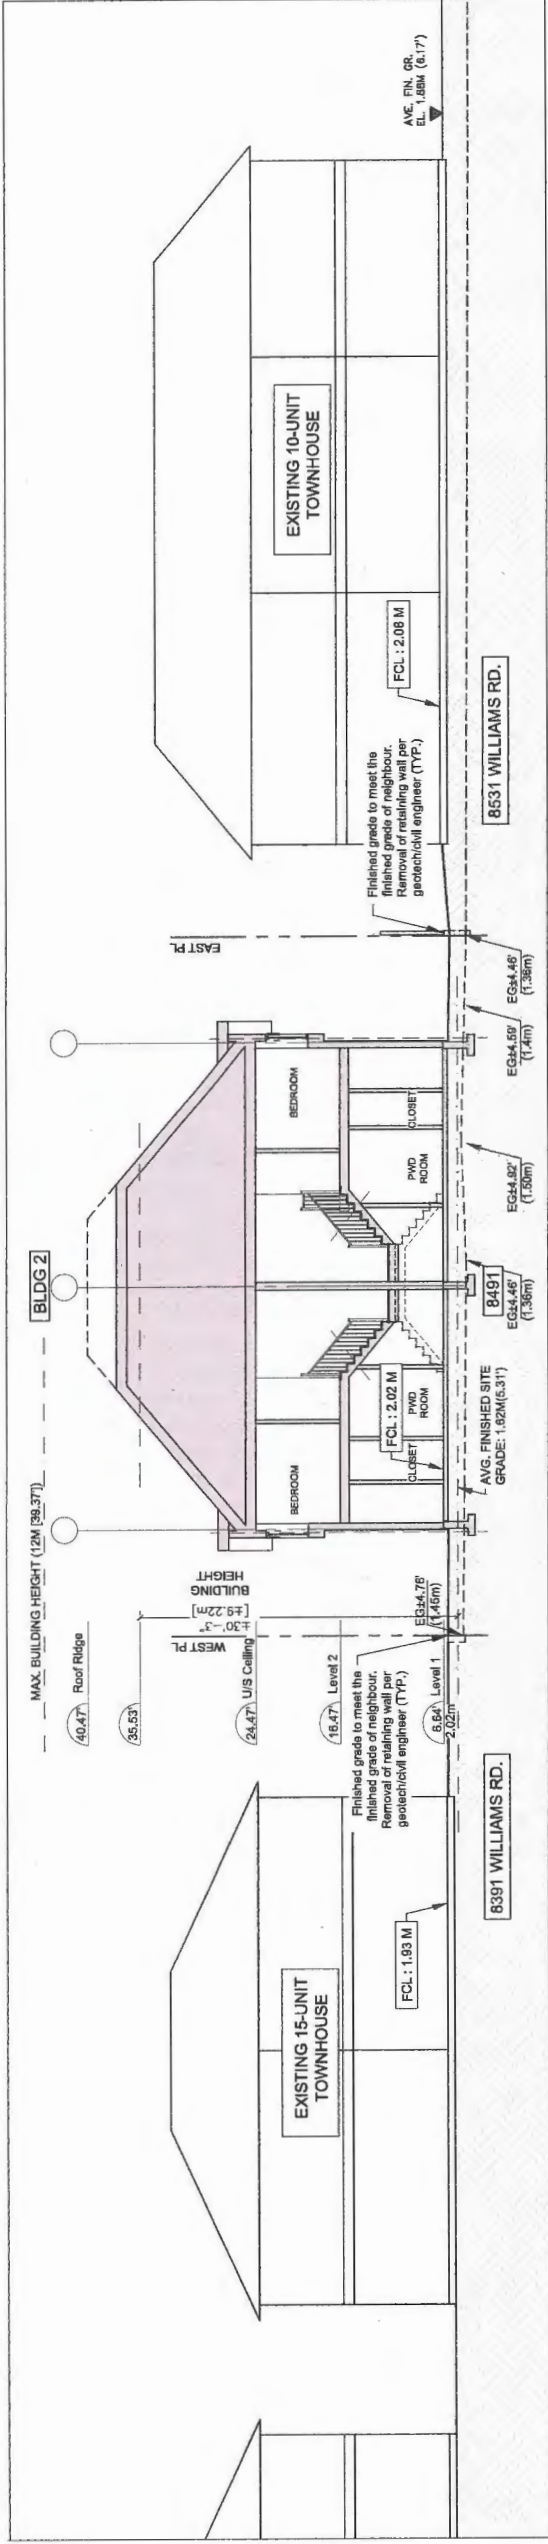 MAX. BUILDING HEIGHT (12M [39.37'])
BLDG 2
40.47' Roof Ridge
35.53'
24.47' U/S Ceiling
16.47' Level 2
6.64' Level 1
2.02m
WEST PL
±30'-3"
[±9.22m]
BUILDING
HEIGHT
EAST PL
EXISTING 15-UNIT
TOWNHOUSE
FCL : 1.93 M
8391 WILLIAMS RD.
Finished grade to meet the
finished grade of neighbour.
Removal of retaining wall per
geotech/civil engineer (TYP.)
EG±4.76'
(1.45m)
BEDROOM
BEDROOM
CLOSET
PWD
ROOM
FCL : 2.02 M
PWD
ROOM
CLOSET
AVG. FINISHED SITE
GRADE: 1.62M(5.31')
8491
EG±4.46'
(1.36m)
EG±4.92'
(1.50m)
EG±4.59'
(1.4m)
EG±4.46'
(1.36m)
Finished grade to meet the
finished grade of neighbour.
Removal of retaining wall per
geotech/civil engineer (TYP.)
EXISTING 10-UNIT
TOWNHOUSE
FCL : 2.08 M
8531 WILLIAMS RD.
AVE. FIN. GR.
EL. 1.88M (6.17')